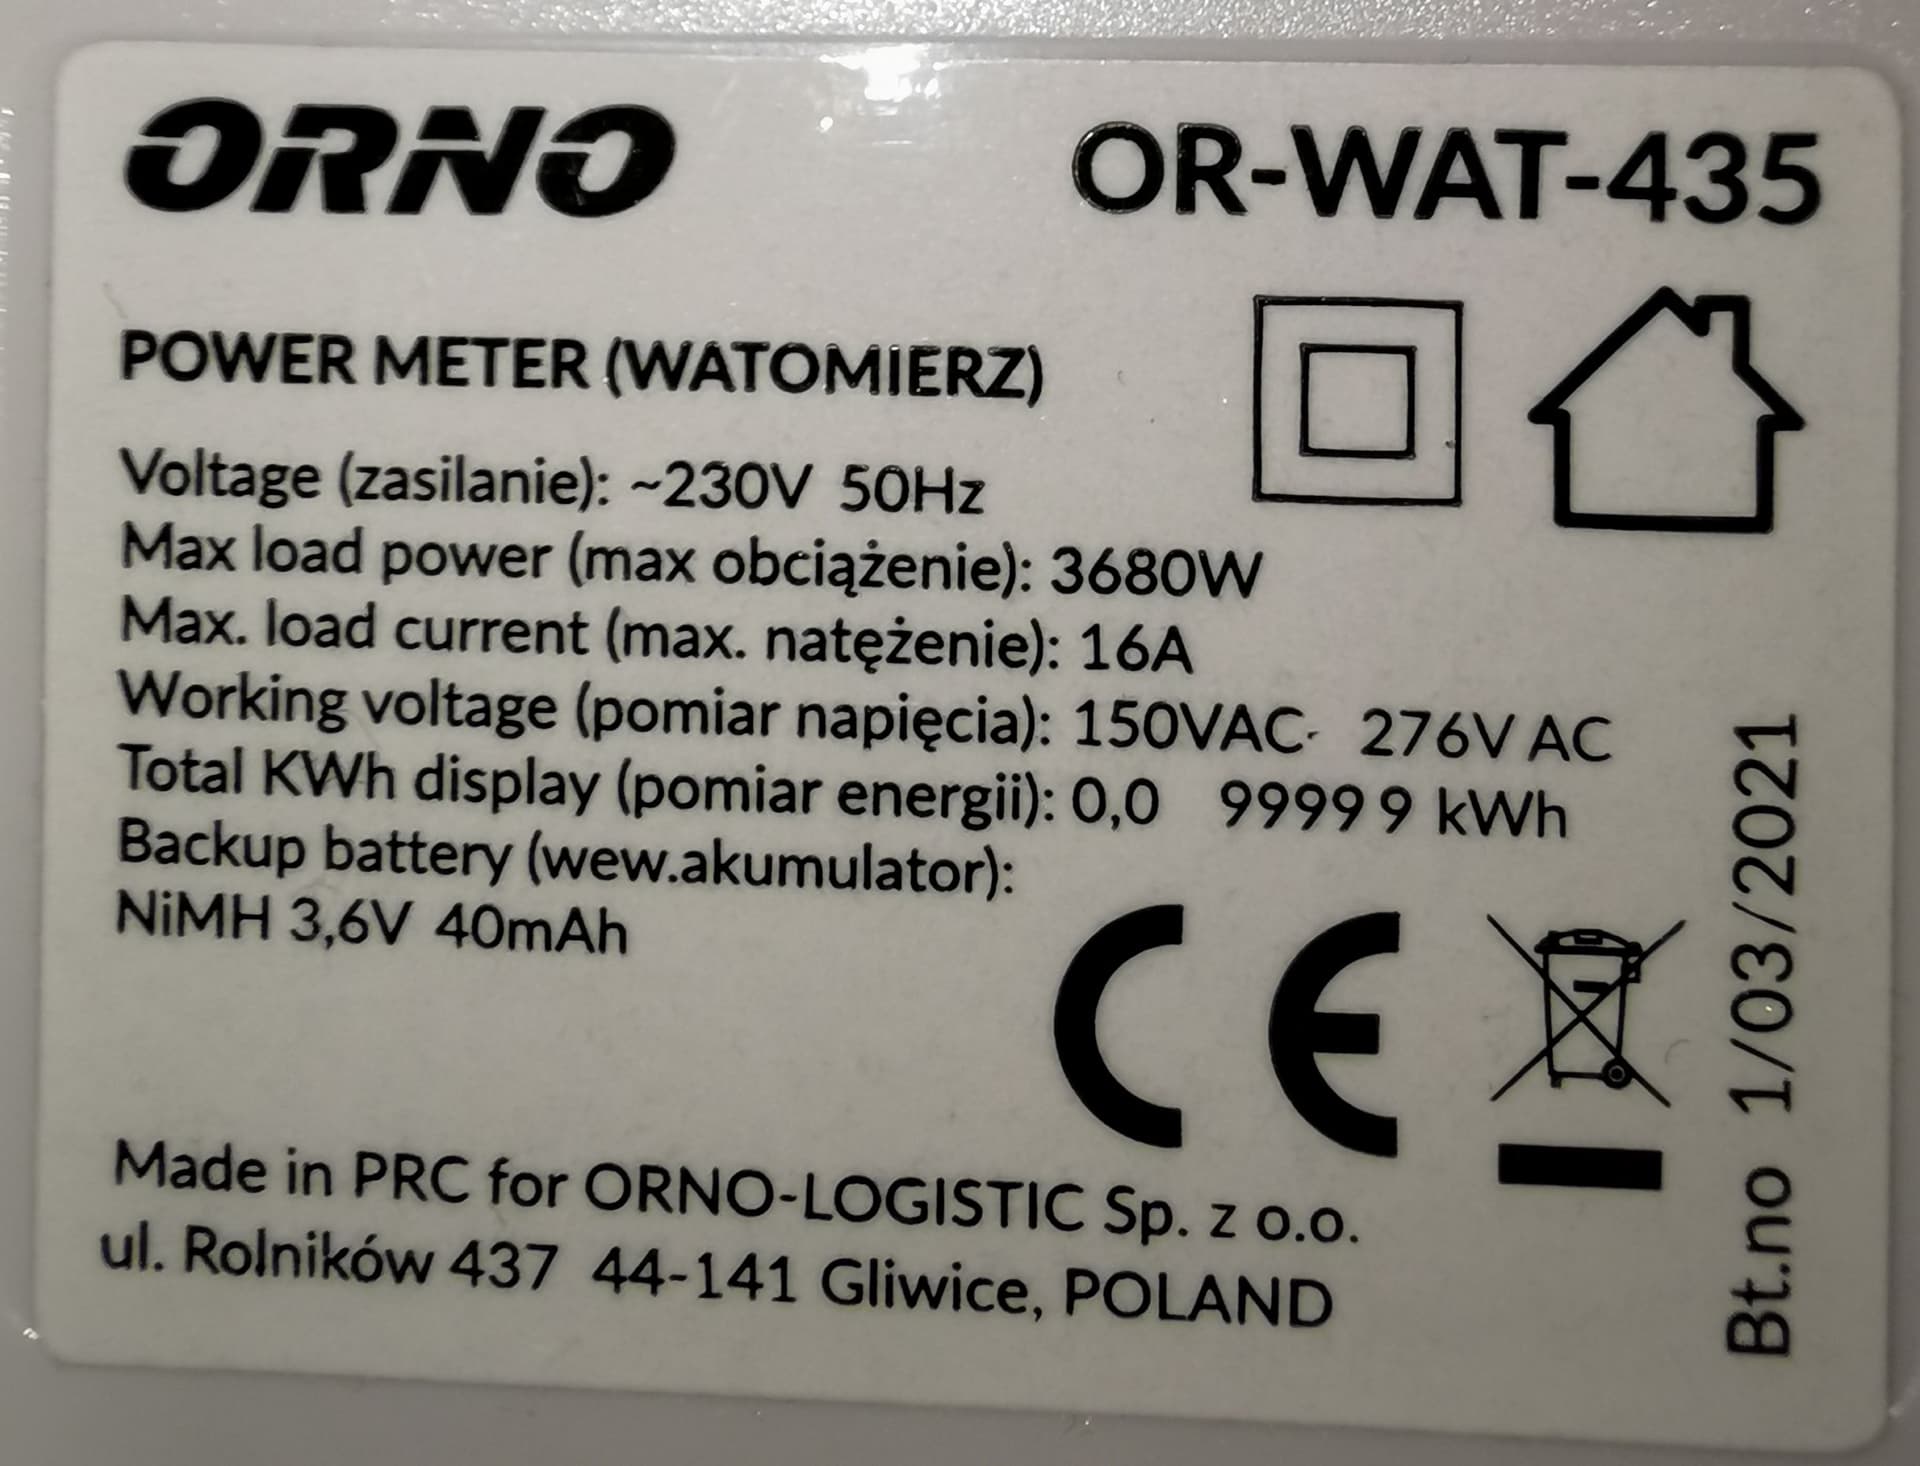 ORNO
OR-WAT-435
POWER METER (WATOMIERZ)
Voltage (zasilanie): ~230V 50Hz
Max load power (max obciążenie): 3680W
Max. load current (max. natężenie): 16A
Working voltage (pomiar napięcia): 150VAC- 276V AC
Total KWh display (pomiar energii): 0,0 9999 9 kWh
Backup battery (wew.akumulator):
NiMH 3,6V 40mAh
CE
Made in PRC for ORNO-LOGISTIC Sp. z o.o.
ul. Rolników 437 44-141 Gliwice, POLAND
Bt.no 1/03/2021